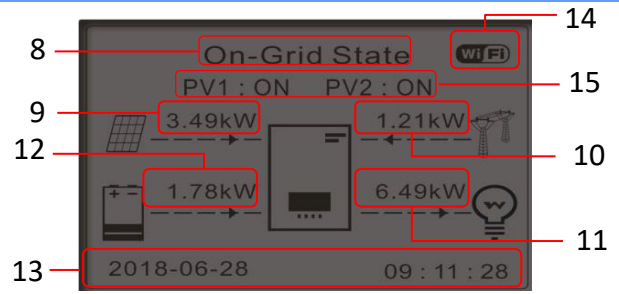 14
8
On-Grid State
WiFi
PV1 : ON PV2 : ON
15
9
3.49kW
1.21kW
12
10
+ -
1.78kW
6.49kW
11
13
2018-06-28
09 : 11 : 28